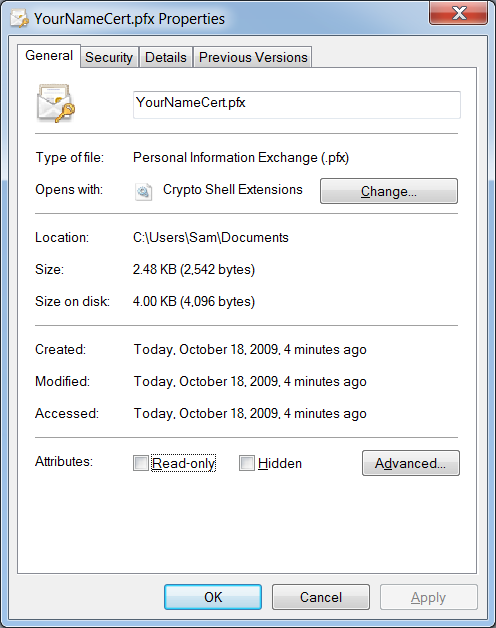 YourNameCert.pfx Properties
General Security Details Previous Versions
YourNameCert.pfx
Type of file: Personal Information Exchange (.pfx)
Opens with: Crypto Shell Extensions Change...
Location: C:\Users\Sam\Documents
Size: 2.48 KB (2,542 bytes)
Size on disk: 4.00 KB (4,096 bytes)
Created: Today, October 18, 2009, 4 minutes ago
Modified: Today, October 18, 2009, 4 minutes ago
Accessed: Today, October 18, 2009, 4 minutes ago
Attributes: Read-only Hidden Advanced...
OK Cancel Apply